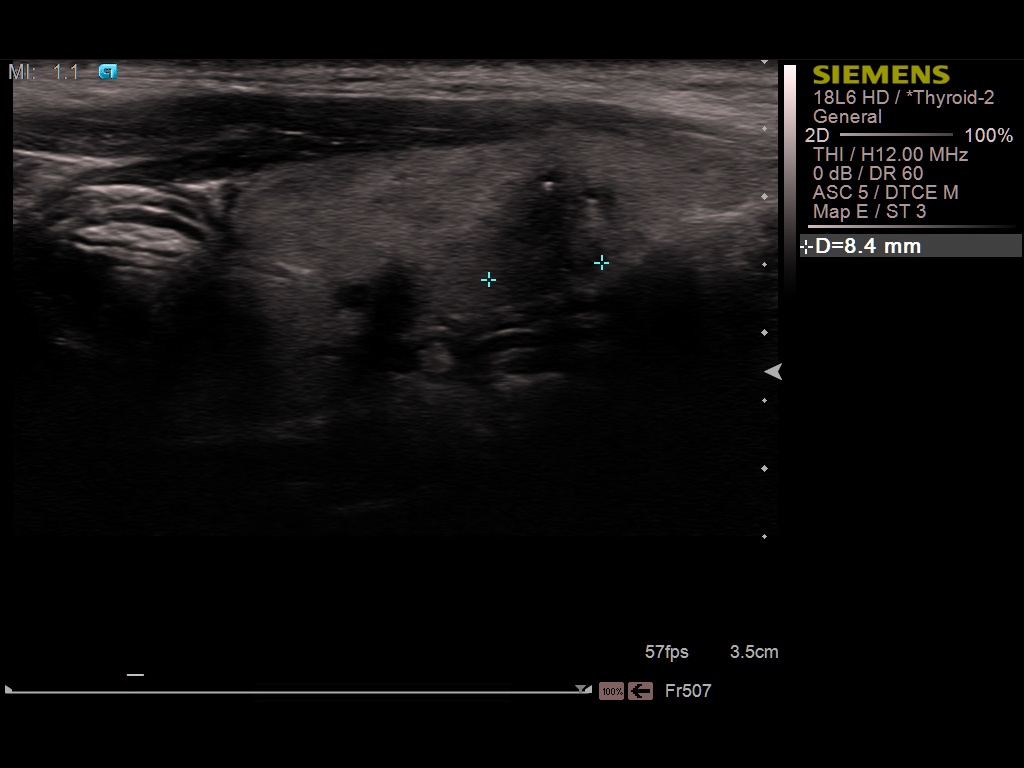 MI: 1.1
SIEMENS
18L6 HD / *Thyroid-2
General
2D 100%
THI / H12.00 MHz
0 dB / DR 60
ASC 5 / DTCE M
Map E / ST 3
D=8.4 mm
57fps 3.5cm
100% Fr507